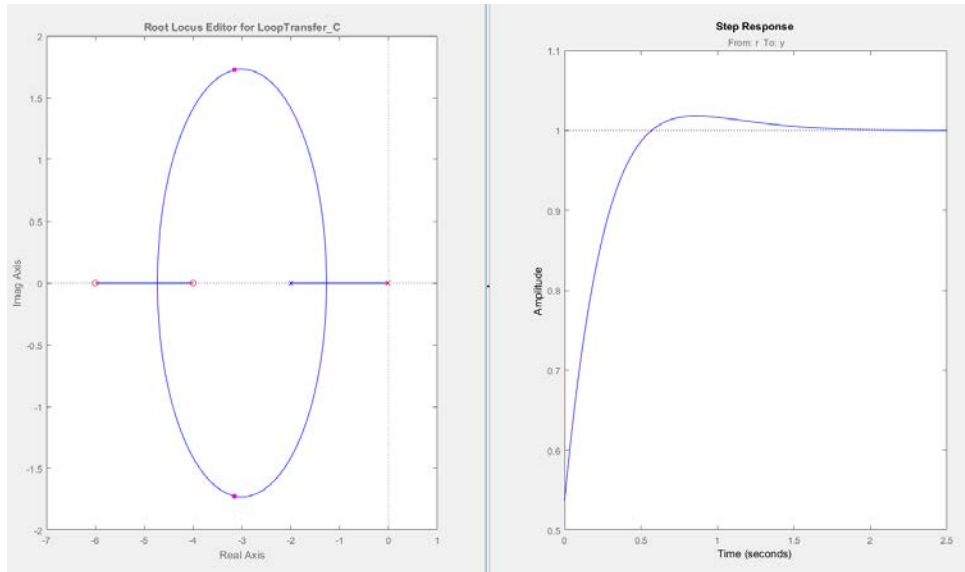 Root Locus Editor for LoopTransfer_C
2
1.5
1
0.5
0
-0.5
-1
-1.5
-2
Imag Axis
-7 -6 -5 -4 -3 -2 -1 0 1
Real Axis
Step Response
From: r To: y
1.1
1
0.9
0.8
0.7
0.6
0.5
Amplitude
0 0.5 1 1.5 2 2.5
Time (seconds)